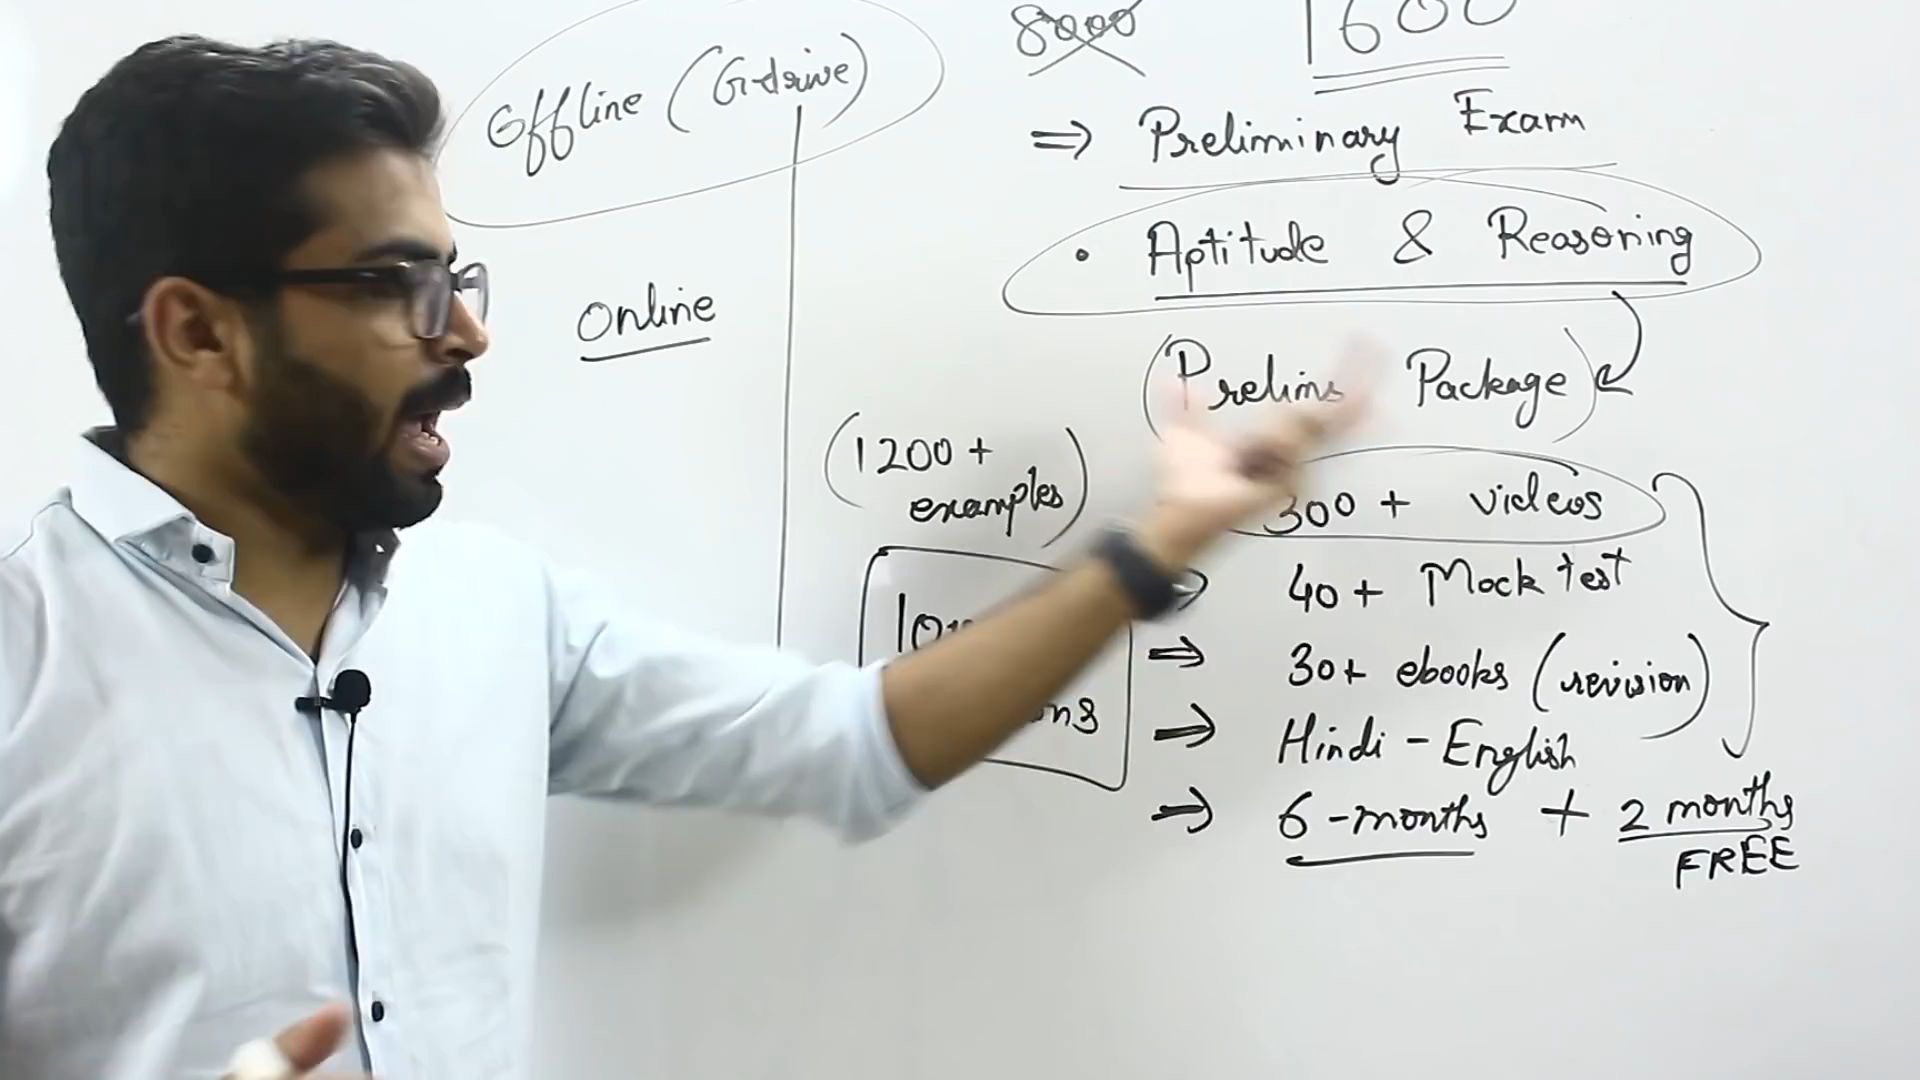 Offline (G-drive)
Online
8000
1600
⇒ Preliminary Exam
• Aptitude & Reasoning
(Prelims Package)
(1200+
examples)
300+ videos
⇒ 40+ Mock test
⇒ 30+ ebooks (revision)
⇒ Hindi - English
⇒ 6-months + 2 months
FREE